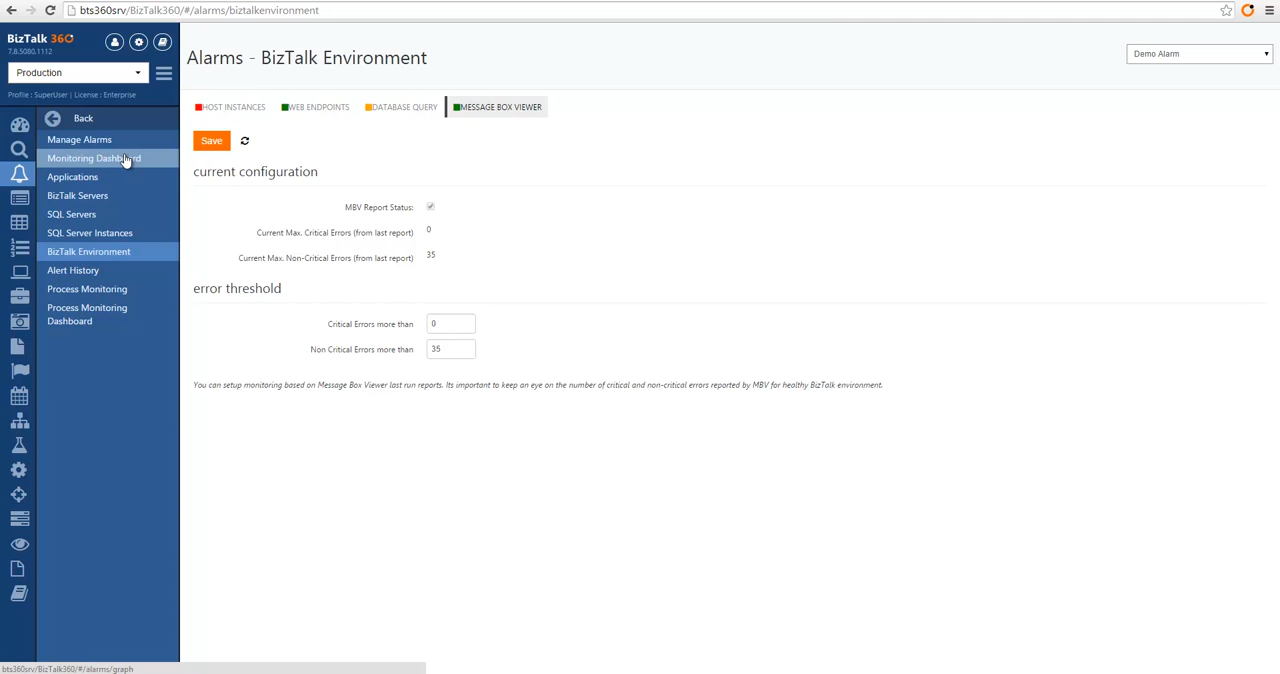 bts360srv/BizTalk360/#/alarms/biztalkenvironment
BizTalk 360
7.8.5080.1112
Production
Profile : SuperUser | License : Enterprise
Back
Manage Alarms
Monitoring Dashboard
Applications
BizTalk Servers
SQL Servers
SQL Server Instances
BizTalk Environment
Alert History
Process Monitoring
Process Monitoring
Dashboard
Alarms - BizTalk Environment
Demo Alarm
HOST INSTANCES
WEB ENDPOINTS
DATABASE QUERY
MESSAGE BOX VIEWER
Save
current configuration
MBV Report Status:
Current Max. Critical Errors (from last report) 0
Current Max. Non-Critical Errors (from last report) 35
error threshold
Critical Errors more than 0
Non Critical Errors more than 35
You can setup monitoring based on Message Box Viewer last run reports. Its important to keep an eye on the number of critical and non-critical errors reported by MBV for healthy BizTalk environment.
bts360srv/BizTalk360/#/alarms/graph